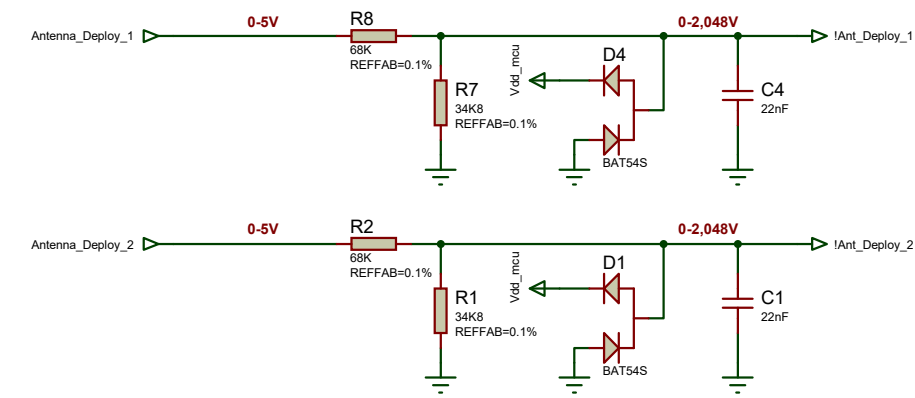 R8
0-5V
0-2,048V
Antenna_Deploy_1
!Ant_Deploy_1
68K
REFFAB=0.1%
Vdd_mcu
D4
R7
34K8
REFFAB=0.1%
C4
22nF
BAT54S
R2
0-5V
0-2,048V
Antenna_Deploy_2
!Ant_Deploy_2
68K
REFFAB=0.1%
Vdd_mcu
D1
R1
34K8
REFFAB=0.1%
C1
22nF
BAT54S